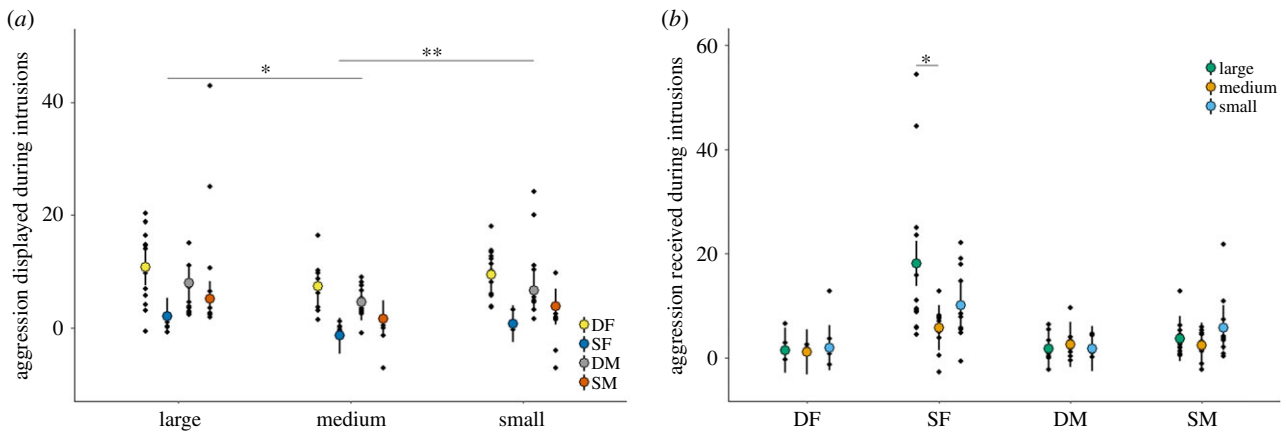 (a)
aggression displayed during intrusions
40
20
0
*
**
DF
SF
DM
SM
large
medium
small
(b)
aggression received during intrusions
60
40
20
0
*
large
medium
small
DF
SF
DM
SM